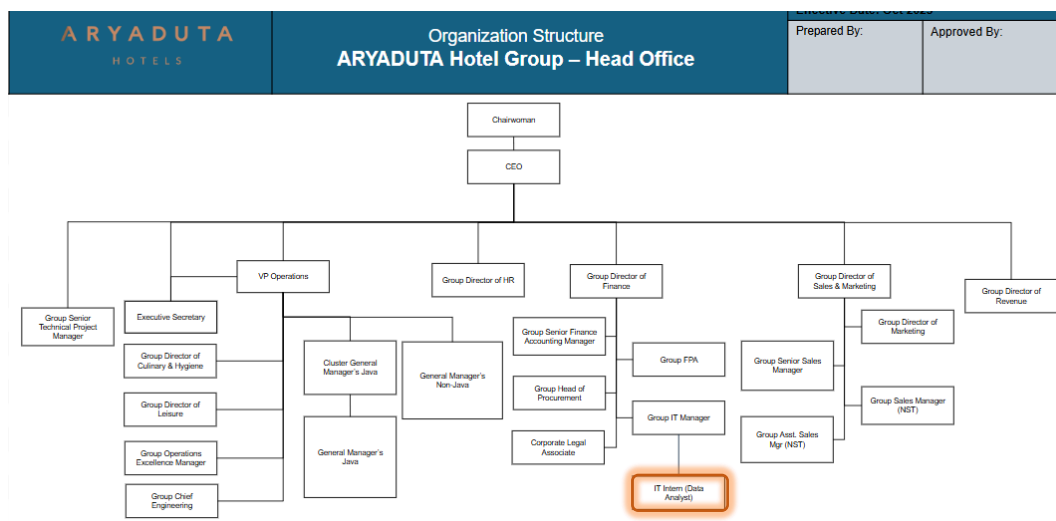 ARYADUTA
HOTELS
Organization Structure
ARYADUTA Hotel Group – Head Office
Prepared By:
Approved By:
Chairwoman
CEO
VP Operations
Group Director of HR
Group Director of
Finance
Group Director of
Sales & Marketing
Group Director of
Revenue
Group Senior
Technical Project
Manager
Executive Secretary
Group Director of
Culinary & Hygiene
Group Director of
Leisure
Group Operations
Excellence Manager
Group Chief
Engineering
Cluster General
Manager's Java
General Manager's
Java
General Manager's
Non-Java
Group Senior Finance
Accounting Manager
Group FPA
Group Head of
Procurement
Group IT Manager
Corporate Legal
Associate
IT Intern (Data
Analyst)
Group Director of
Marketing
Group Senior Sales
Manager
Group Sales Manager
(NST)
Group Asst. Sales
Mgr (NST)